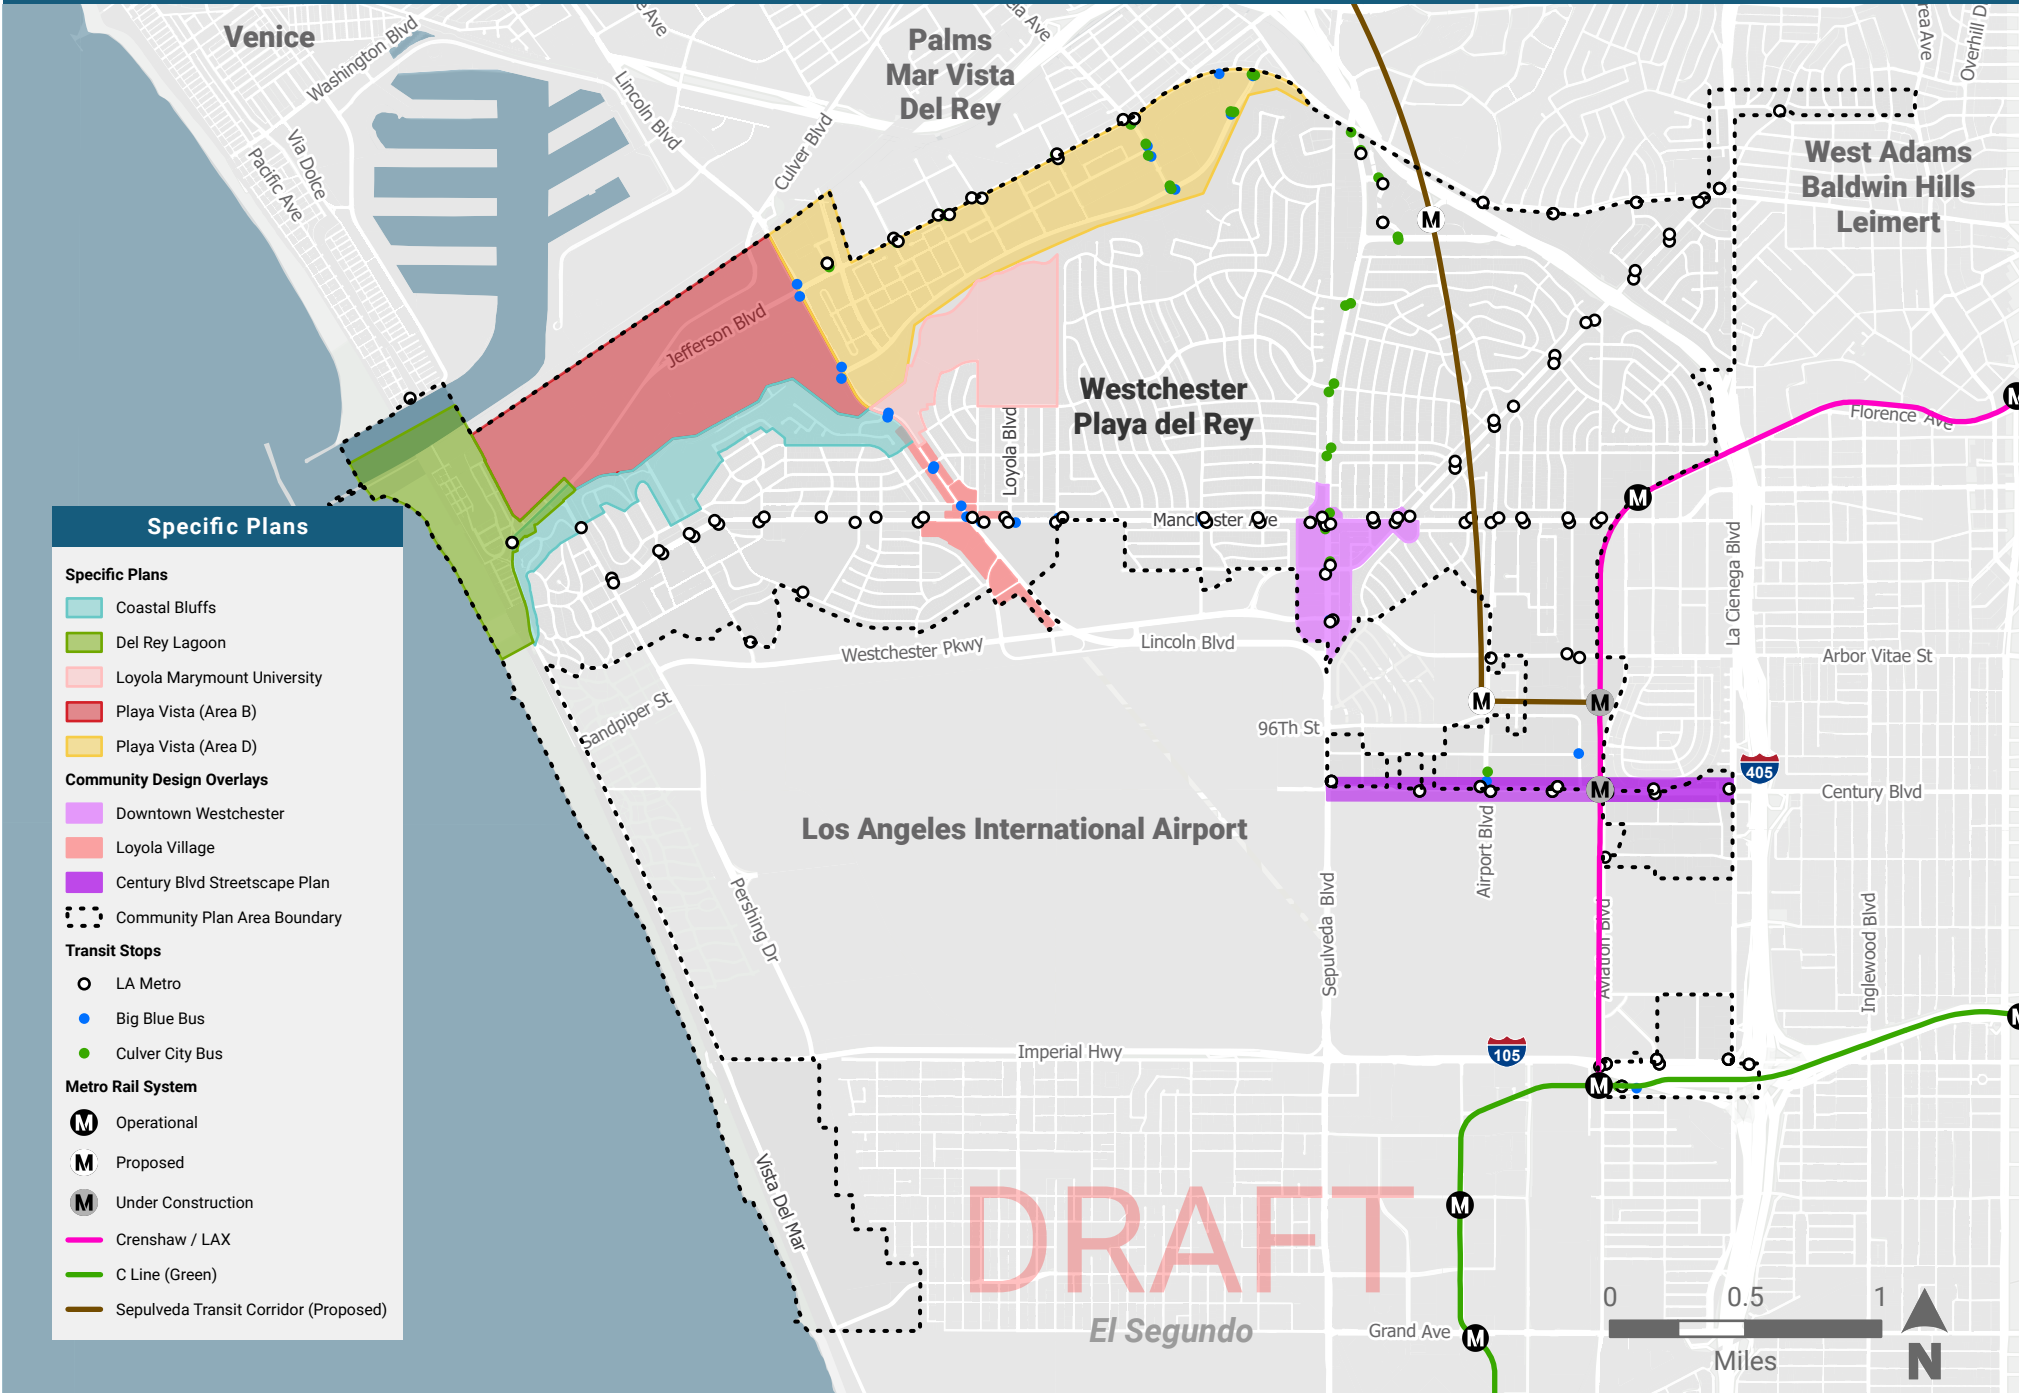 Venice
Washington Blvd
Via Dolce
Pacific Ave
Lincoln Blvd
Culver Blvd
Palms
Mar Vista
Del Rey
Overhill D
West Adams
Baldwin Hills
Leimert
Jefferson Blvd
Westchester
Playa del Rey
Loyola Blvd
Manchester Ave
Florence Ave
La Cienega Blvd
Westchester Pkwy
Lincoln Blvd
Arbor Vitae St
Sandpiper St
96Th St
405
Century Blvd
Los Angeles International Airport
Airport Blvd
Pershing Dr
Sepulveda Blvd
Aviation Blvd
Inglewood Blvd
Imperial Hwy
105
Vista Del Mar
DRAFT
El Segundo
Grand Ave
0 0.5 1
Miles
N
M
M
M
M
M
M
M
M
M
M
Specific Plans
Specific Plans
Coastal Bluffs
Del Rey Lagoon
Loyola Marymount University
Playa Vista (Area B)
Playa Vista (Area D)
Community Design Overlays
Downtown Westchester
Loyola Village
Century Blvd Streetscape Plan
Community Plan Area Boundary
Transit Stops
LA Metro
Big Blue Bus
Culver City Bus
Metro Rail System
M Operational
M Proposed
M Under Construction
Crenshaw / LAX
C Line (Green)
Sepulveda Transit Corridor (Proposed)